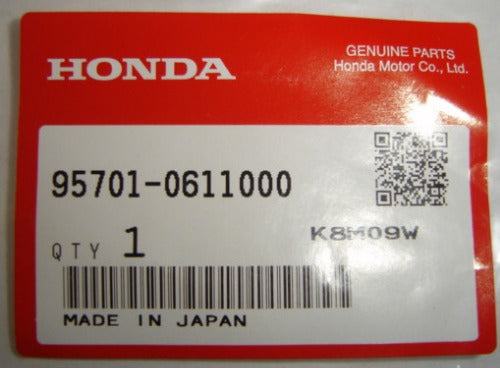 HONDA
GENUINE PARTS
Honda Motor Co., Ltd.
95701-0611000
QTY 1
K8M09W
MADE IN JAPAN